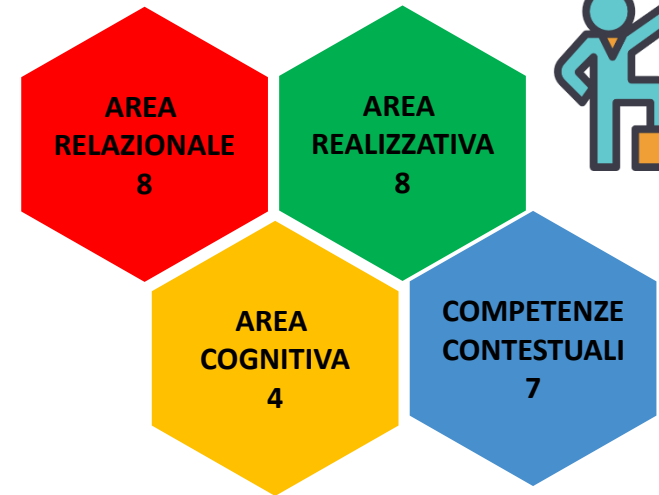 AREA
RELAZIONALE
8
AREA
REALIZZATIVA
8
AREA
COGNITIVA
4
COMPETENZE
CONTESTUALI
7